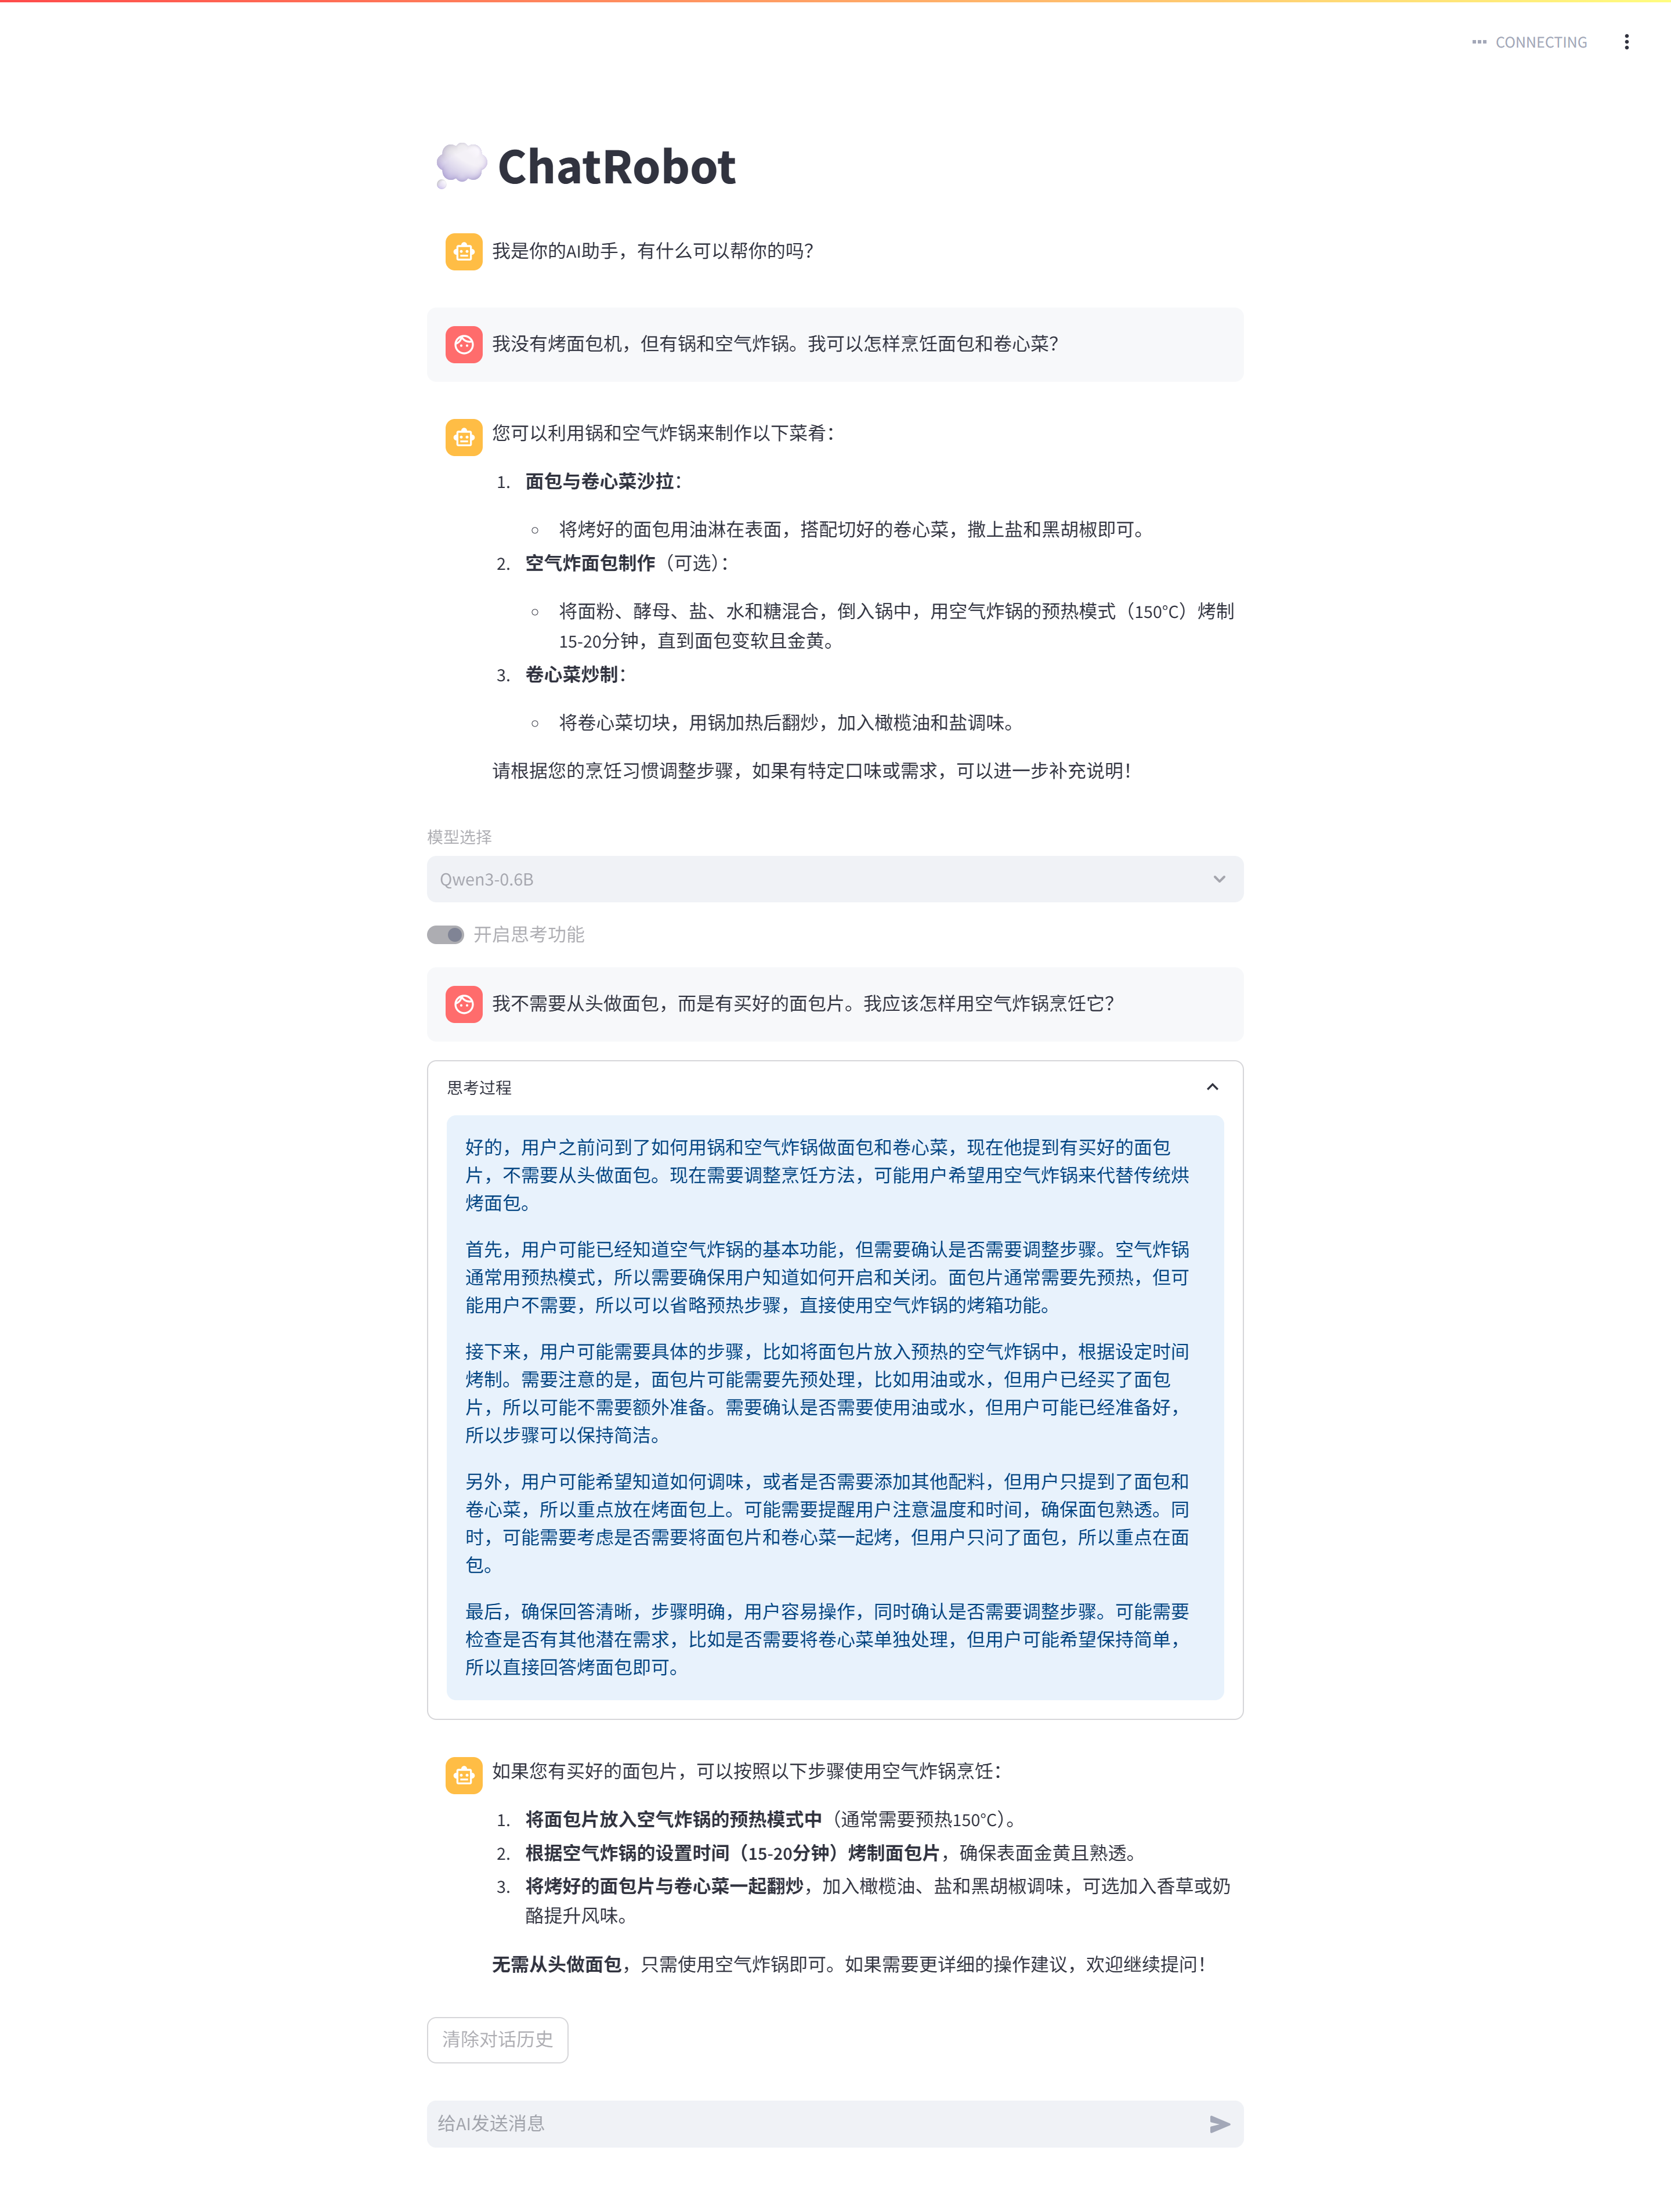 CONNECTING
ChatRobot
我是你的AI助手，有什么可以帮你的吗？
我没有烤面包机，但有锅和空气炸锅。我可以怎样烹饪面包和卷心菜？
您可以利用锅和空气炸锅来制作以下菜肴：
1. 面包与卷心菜沙拉：
将烤好的面包用油淋在表面，搭配切好的卷心菜，撒上盐和黑胡椒即可。
2. 空气炸面包制作（可选）：
将面粉、酵母、盐、水和糖混合，倒入锅中，用空气炸锅的预热模式（150°C）烤制
15-20分钟，直到面包变软且金黄。
3. 卷心菜炒制：
将卷心菜切块，用锅加热后翻炒，加入橄榄油和盐调味。
请根据您的烹饪习惯调整步骤，如果有特定口味或需求，可以进一步补充说明！
模型选择
Qwen3-0.6B
开启思考功能
我不需要从头做面包，而是有买好的面包片。我应该怎样用空气炸锅烹饪它？
思考过程
好的，用户之前问到了如何用锅和空气炸锅做面包和卷心菜，现在他提到有买好的面包
片，不需要从头做面包。现在需要调整烹饪方法，可能用户希望用空气炸锅来代替传统烘
烤面包。
首先，用户可能已经知道空气炸锅的基本功能，但需要确认是否需要调整步骤。空气炸锅
通常用预热模式，所以需要确保用户知道如何开启和关闭。面包片通常需要先预热，但可
能用户不需要，所以可以省略预热步骤，直接使用空气炸锅的烤箱功能。
接下来，用户可能需要具体的步骤，比如将面包片放入预热的空气炸锅中，根据设定时间
烤制。需要注意的是，面包片可能需要先预处理，比如用油或水，但用户已经买了面包
片，所以可能不需要额外准备。需要确认是否需要使用油或水，但用户可能已经准备好，
所以步骤可以保持简洁。
另外，用户可能希望知道如何调味，或者是否需要添加其他配料，但用户只提到了面包和
卷心菜，所以重点放在烤面包上。可能需要提醒用户注意温度和时间，确保面包熟透。同
时，可能需要考虑是否需要将面包片和卷心菜一起烤，但用户只问了面包，所以重点在面
包。
最后，确保回答清晰，步骤明确，用户容易操作，同时确认是否需要调整步骤。可能需要
检查是否有其他潜在需求，比如是否需要将卷心菜单独处理，但用户可能希望保持简单，
所以直接回答烤面包即可。
如果您有买好的面包片，可以按照以下步骤使用空气炸锅烹饪：
1. 将面包片放入空气炸锅的预热模式中（通常需要预热150°C）。
2. 根据空气炸锅的设置时间（15-20分钟）烤制面包片，确保表面金黄且熟透。
3. 将烤好的面包片与卷心菜一起翻炒，加入橄榄油、盐和黑胡椒调味，可选加入香草或奶
酪提升风味。
无需从头做面包，只需使用空气炸锅即可。如果需要更详细的操作建议，欢迎继续提问！
清除对话历史
给AI发送消息